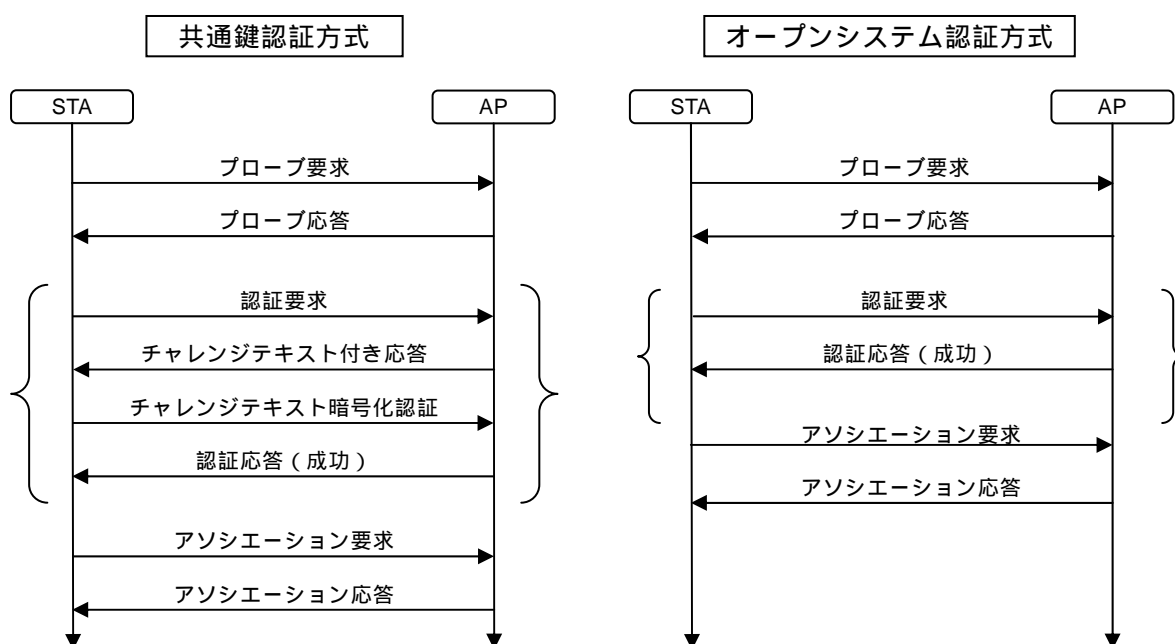 共通鍵認証方式
STA
AP
プローブ要求
プローブ応答
認証要求
チャレンジテキスト付き応答
チャレンジテキスト暗号化認証
認証応答（成功）
アソシエーション要求
アソシエーション応答
オープンシステム認証方式
STA
AP
プローブ要求
プローブ応答
認証要求
認証応答（成功）
アソシエーション要求
アソシエーション応答